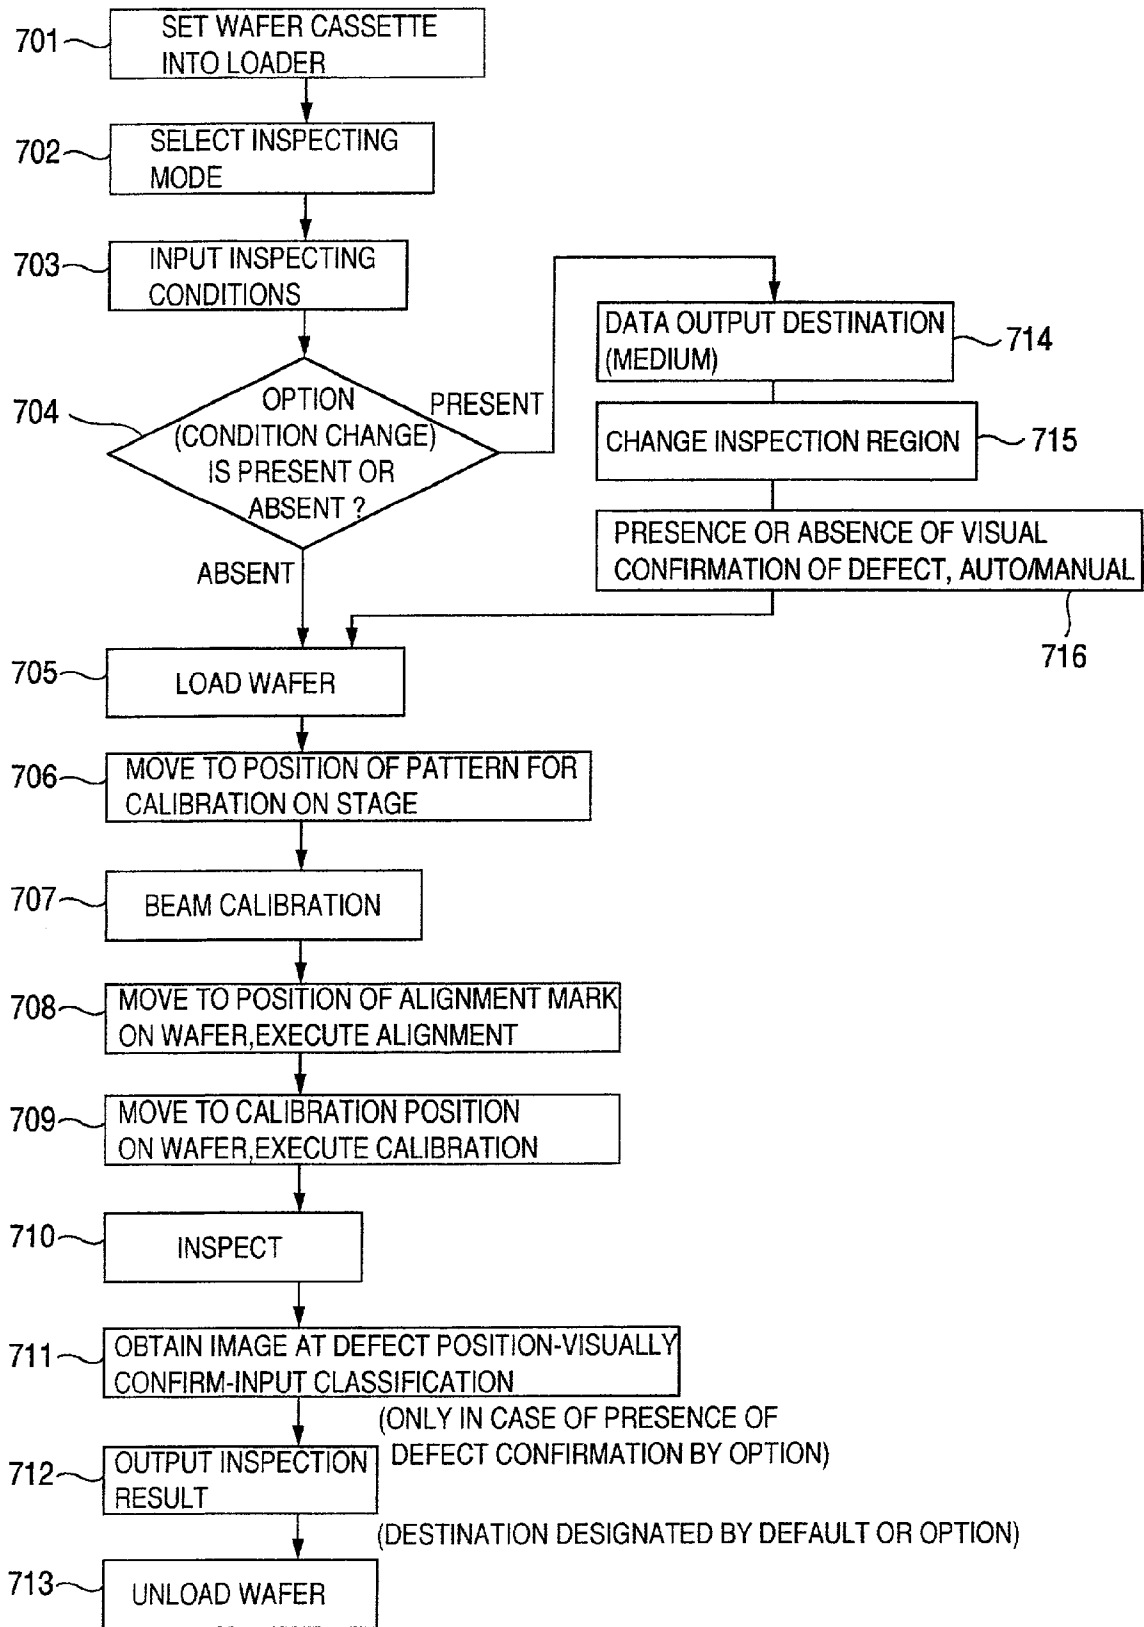 701
SET WAFER CASSETTE
INTO LOADER
702
SELECT INSPECTING
MODE
703
INPUT INSPECTING
CONDITIONS
704
OPTION
(CONDITION CHANGE)
IS PRESENT OR
ABSENT ?
PRESENT
ABSENT
DATA OUTPUT DESTINATION
(MEDIUM)
714
CHANGE INSPECTION REGION
715
PRESENCE OR ABSENCE OF VISUAL
CONFIRMATION OF DEFECT, AUTO/MANUAL
716
705
LOAD WAFER
706
MOVE TO POSITION OF PATTERN FOR
CALIBRATION ON STAGE
707
BEAM CALIBRATION
708
MOVE TO POSITION OF ALIGNMENT MARK
ON WAFER,EXECUTE ALIGNMENT
709
MOVE TO CALIBRATION POSITION
ON WAFER,EXECUTE CALIBRATION
710
INSPECT
711
OBTAIN IMAGE AT DEFECT POSITION-VISUALLY
CONFIRM-INPUT CLASSIFICATION
(ONLY IN CASE OF PRESENCE OF
DEFECT CONFIRMATION BY OPTION)
712
OUTPUT INSPECTION
RESULT
(DESTINATION DESIGNATED BY DEFAULT OR OPTION)
713
UNLOAD WAFER